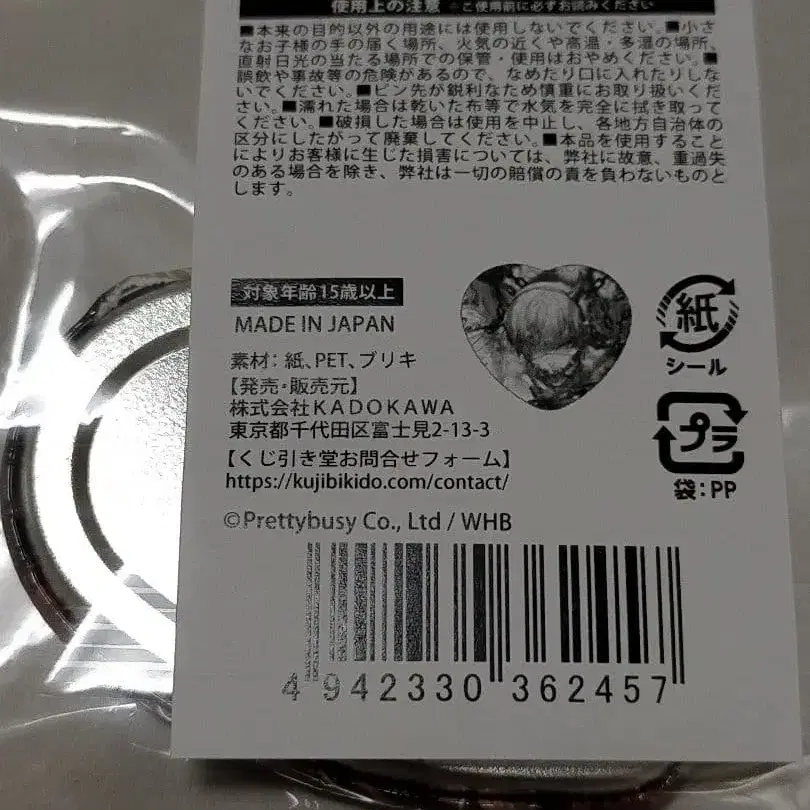 使用上の注意 ※ご使用前に必ずお読みください
■本来の目的以外の用途には使用しないでください。■小さ
なお子様の手の届く場所、火気の近くや高温・多湿の場所、
直射日光の当たる場所での保管・使用はおやめください。■
誤飲や事故等の危険があるので、なめたり口に入れたりしな
いでください。■ピン先が鋭利なため慎重にお取り扱いくだ
さい。■濡れた場合は乾いた布等で水気を完全に拭き取って
ください。■破損した場合は使用を中止し、各地方自治体の
区分にしたがって廃棄してください。■本品を使用すること
によりお客様に生じた損害については、弊社に故意、重過失
のある場合を除き、弊社は一切の賠償の責を負わないものと
します。
対象年齢15歳以上
MADE IN JAPAN
素材：紙、PET、ブリキ
【発売・販売元】
株式会社KADOKAWA
東京都千代田区富士見2-13-3
【くじ引き堂お問合せフォーム】
https://kujibikido.com/contact/
©Prettybusy Co., Ltd / WHB
紙
シール
プラ
袋：PP
4 942330 362457